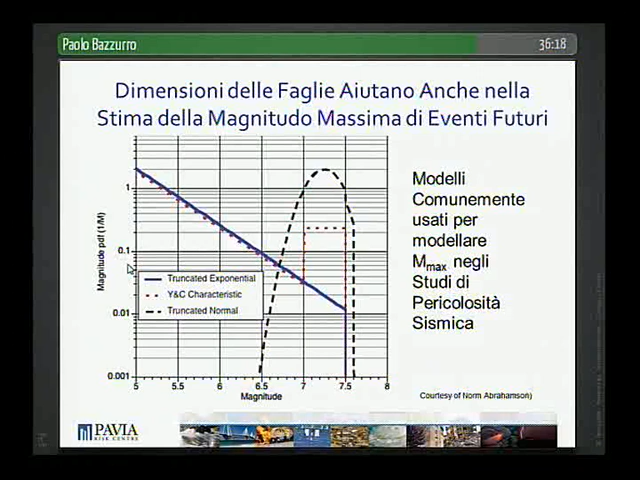 Paolo Bazzurro
36:18
Dimensioni delle Faglie Aiutano Anche nella
Stima della Magnitudo Massima di Eventi Futuri
Modelli
Comunemente
usati per
modellare
Mmax negli
Studi di
Pericolosità
Sismica
Magnitude pdf (1/M)
1
0.1
0.01
0.001
Truncated Exponential
Y&C Characteristic
Truncated Normal
5 5.5 6 6.5 7 7.5 8
Magnitude
Courtesy of Norm Abrahamson)
PAVIA
RISK CENTRE